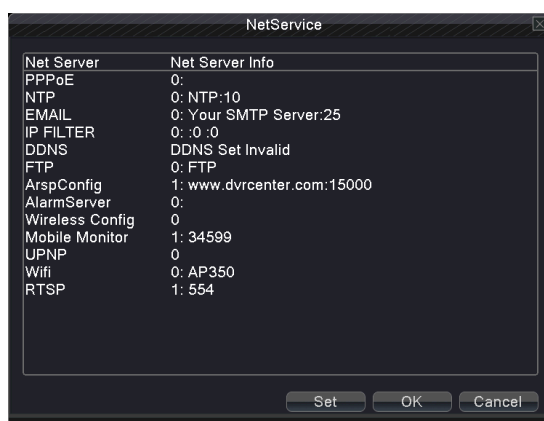 NetService
Net Server Net Server Info
PPPoE 0:
NTP 0: NTP:10
EMAIL 0: Your SMTP Server:25
IP FILTER 0: :0 :0
DDNS DDNS Set Invalid
FTP 0: FTP
ArspConfig 1: www.dvrcenter.com:15000
AlarmServer 0:
Wireless Config 0
Mobile Monitor 1: 34599
UPNP 0
Wifi 0: AP350
RTSP 1: 554
Set OK Cancel